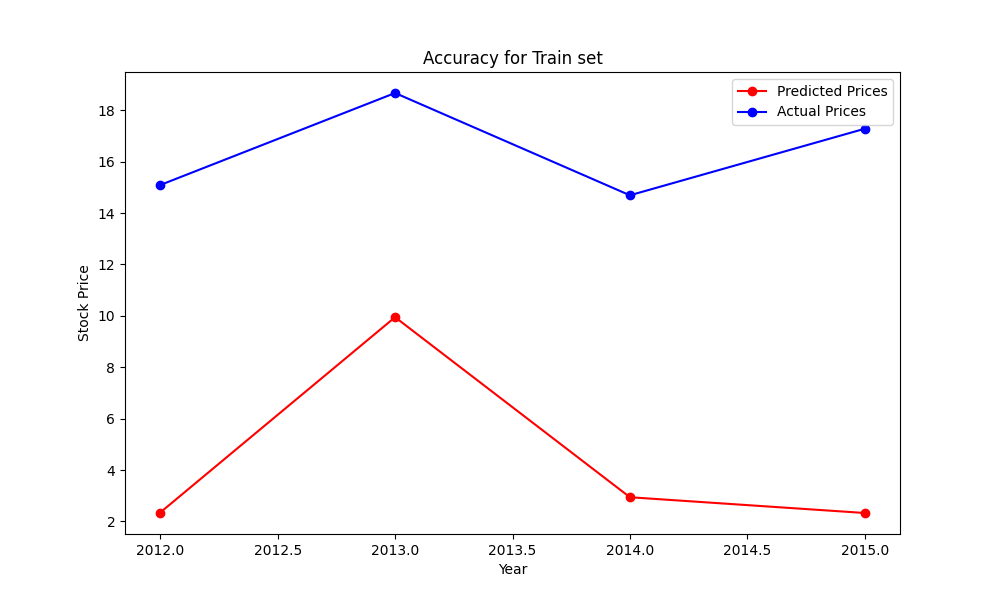 Accuracy for Train set
Predicted Prices
Actual Prices
Stock Price
18
16
14
12
10
8
6
4
2
2012.0 2012.5 2013.0 2013.5 2014.0 2014.5 2015.0
Year